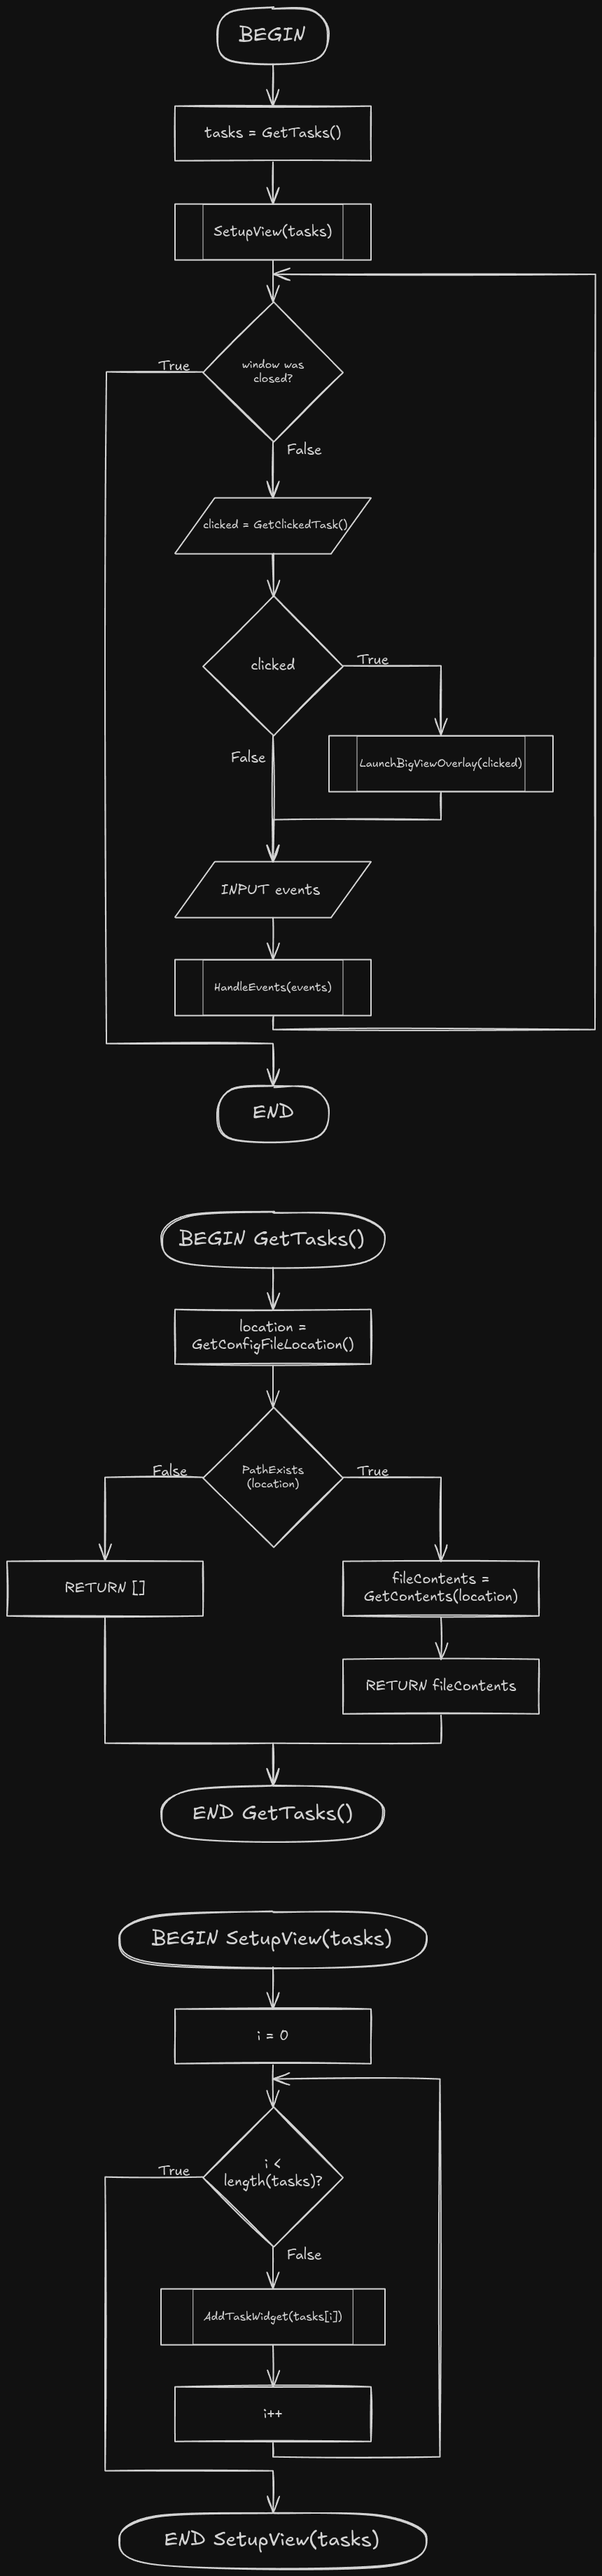 BEGIN
tasks = GetTasks()
SetupView(tasks)
True
window was
closed?
False
clicked = GetClickedTask()
clicked
True
False
LaunchBigViewOverlay(clicked)
INPUT events
HandleEvents(events)
END
BEGIN GetTasks()
location =
GetConfigFileLocation()
False
PathExists
(location)
True
RETURN []
fileContents =
GetContents(location)
RETURN fileContents
END GetTasks()
BEGIN SetupView(tasks)
i = 0
True
i <
length(tasks)?
False
AddTaskWidget(tasks[i])
i++
END SetupView(tasks)